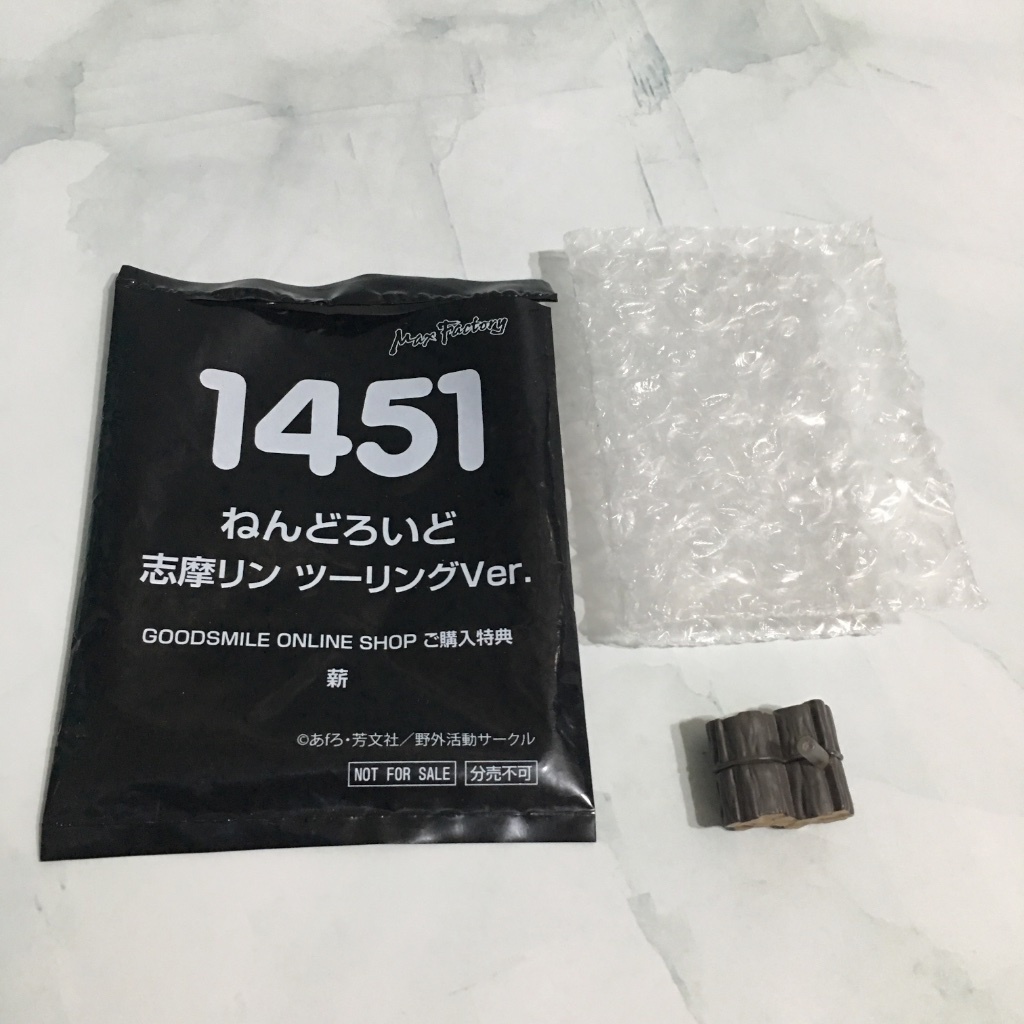 Max Factory
1451
ねんどろいど
志摩リン ツーリングVer.
GOODSMILE ONLINE SHOP ご購入特典
薪
©あfろ・芳文社／野外活動サークル
NOT FOR SALE 分売不可